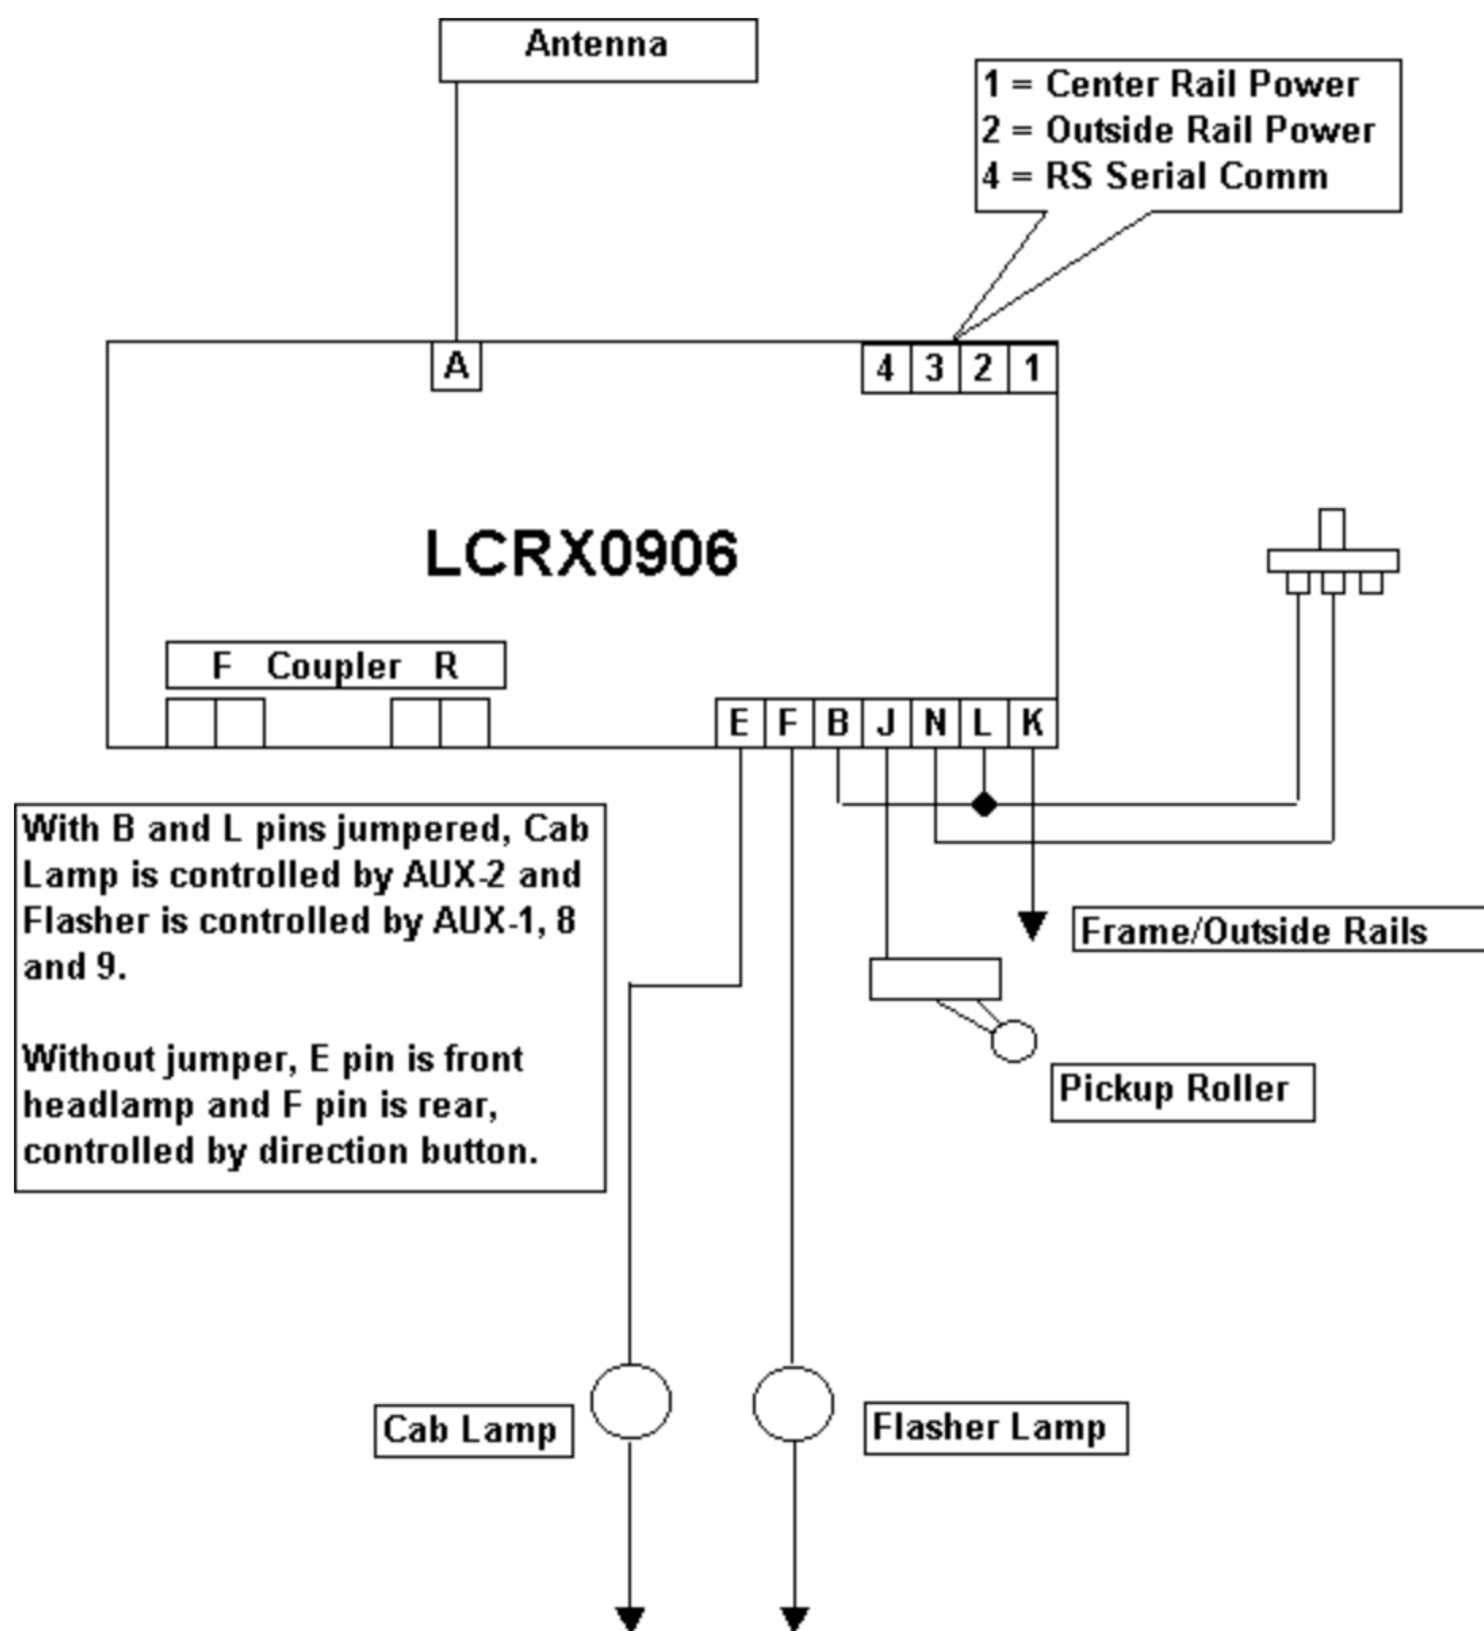 Antenna
1 = Center Rail Power
2 = Outside Rail Power
4 = RS Serial Comm
A
4 3 2 1
LCRX0906
F Coupler R
E F B J N L K
With B and L pins jumpered, Cab
Lamp is controlled by AUX-2 and
Flasher is controlled by AUX-1, 8
and 9.
Without jumper, E pin is front
headlamp and F pin is rear,
controlled by direction button.
Frame/Outside Rails
Pickup Roller
Cab Lamp
Flasher Lamp